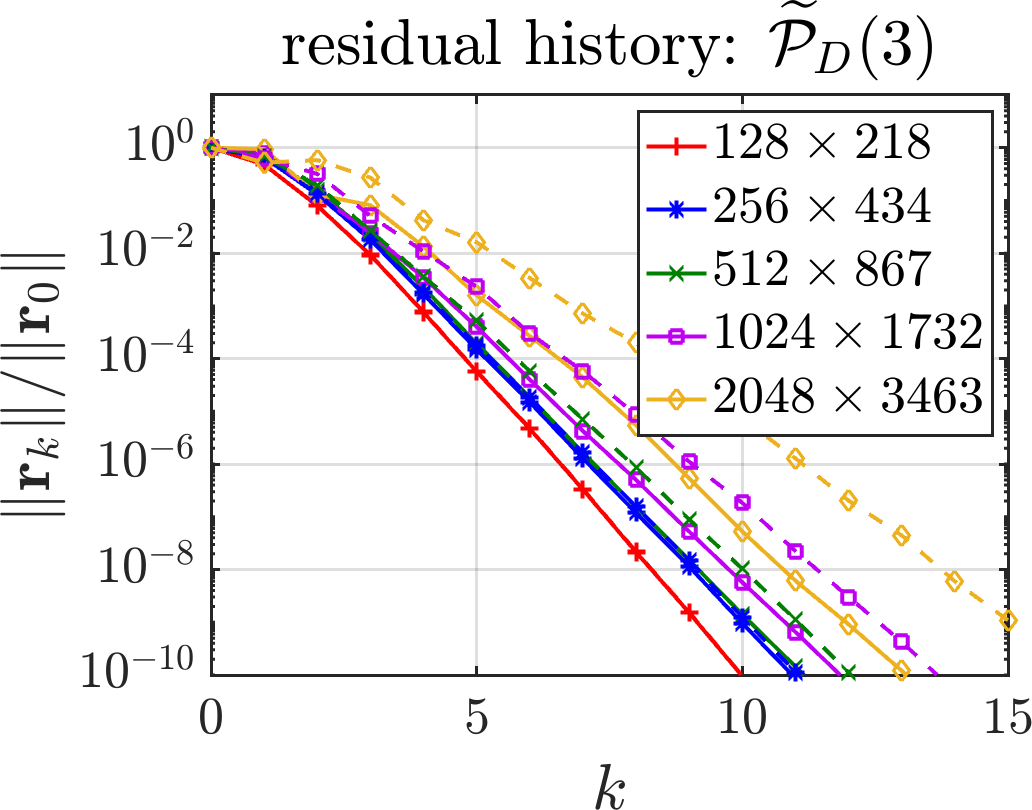 residual history: $\widetilde{\mathcal{P}}_D(3)$
$\|\mathbf{r}_k\|/\|\mathbf{r}_0\|$
$10^0$
$10^{-2}$
$10^{-4}$
$10^{-6}$
$10^{-8}$
$10^{-10}$
128 × 218
256 × 434
512 × 867
1024 × 1732
2048 × 3463
0 5 10 15
$k$